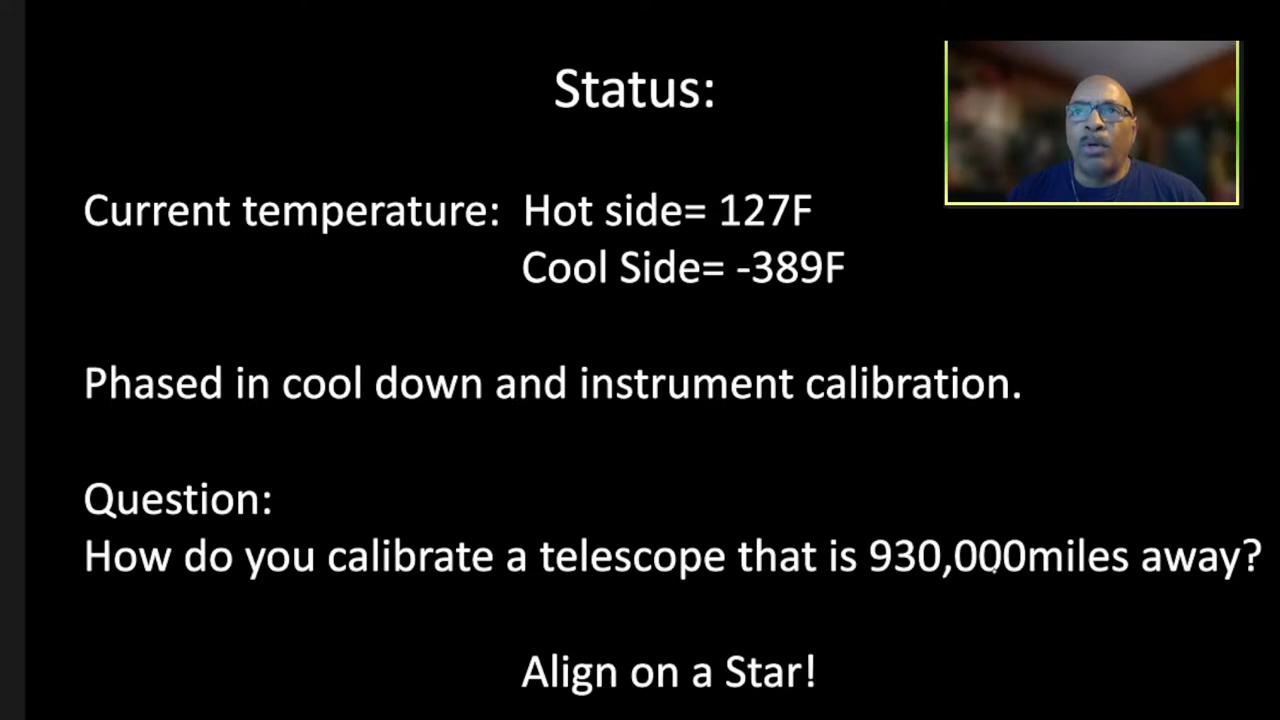 Status:
Current temperature: Hot side= 127F
Cool Side= -389F
Phased in cool down and instrument calibration.
Question:
How do you calibrate a telescope that is 930,000miles away?
Align on a Star!